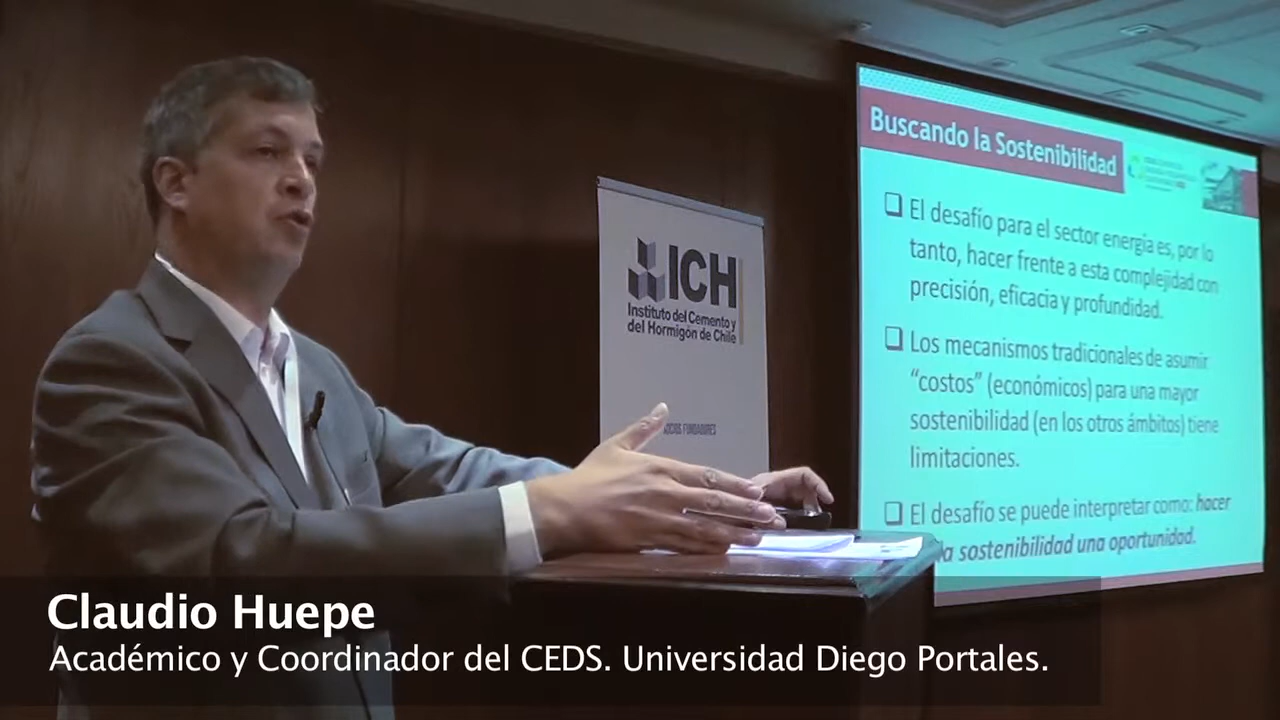 Buscando la Sostenibilidad
El desafío para el sector energía es, por lo
tanto, hacer frente a esta complejidad con
precisión, eficacia y profundidad.
Los mecanismos tradicionales de asumir
“costos” (económicos) para una mayor
sostenibilidad (en los otros ámbitos) tiene
limitaciones.
El desafío se puede interpretar como: hacer
la sostenibilidad una oportunidad.
ICH
Instituto del Cemento y
del Hormigón de Chile
SOCIOS FUNDADORES
Claudio Huepe
Académico y Coordinador del CEDS. Universidad Diego Portales.